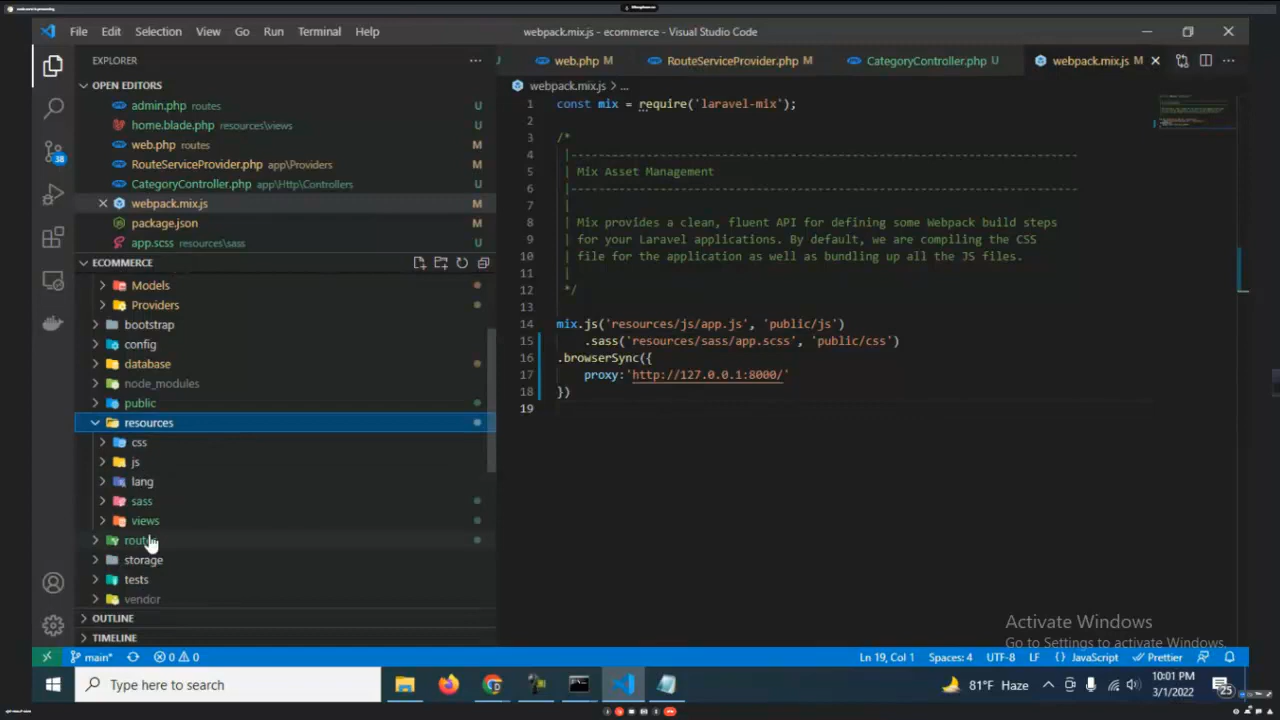 File Edit Selection View Go Run Terminal Help
webpack.mix.js - ecommerce - Visual Studio Code
EXPLORER
OPEN EDITORS
admin.php routes U
home.blade.php resources\views U
web.php routes M
RouteServiceProvider.php app\Providers M
CategoryController.php app\Http\Controllers U
webpack.mix.js M
package.json M
app.scss resources\sass U
38
ECOMMERCE
Models
Providers
bootstrap
config
database
node_modules
public
resources
css
js
lang
sass
views
storage
tests
vendor
OUTLINE
TIMELINE
web.php M RouteServiceProvider.php M CategoryController.php U webpack.mix.js M
webpack.mix.js > ...
1 const mix = require('laravel-mix');
2
3 /*
4 |--------------------------------------------------------------------------
5 | Mix Asset Management
6 |--------------------------------------------------------------------------
7 |
8 | Mix provides a clean, fluent API for defining some Webpack build steps
9 | for your Laravel applications. By default, we are compiling the CSS
10 | file for the application as well as bundling up all the JS files.
11 |
12 */
13
14 mix.js('resources/js/app.js', 'public/js')
15 .sass('resources/sass/app.scss', 'public/css')
16 .browserSync({
17 proxy:'http://127.0.0.1:8000/'
18 })
19
Activate Windows
Go to Settings to activate Windows.
main* 0 0 Ln 19, Col 1 Spaces: 4 UTF-8 LF {} JavaScript Prettier
Type here to search
81°F Haze
10:01 PM
3/1/2022
25